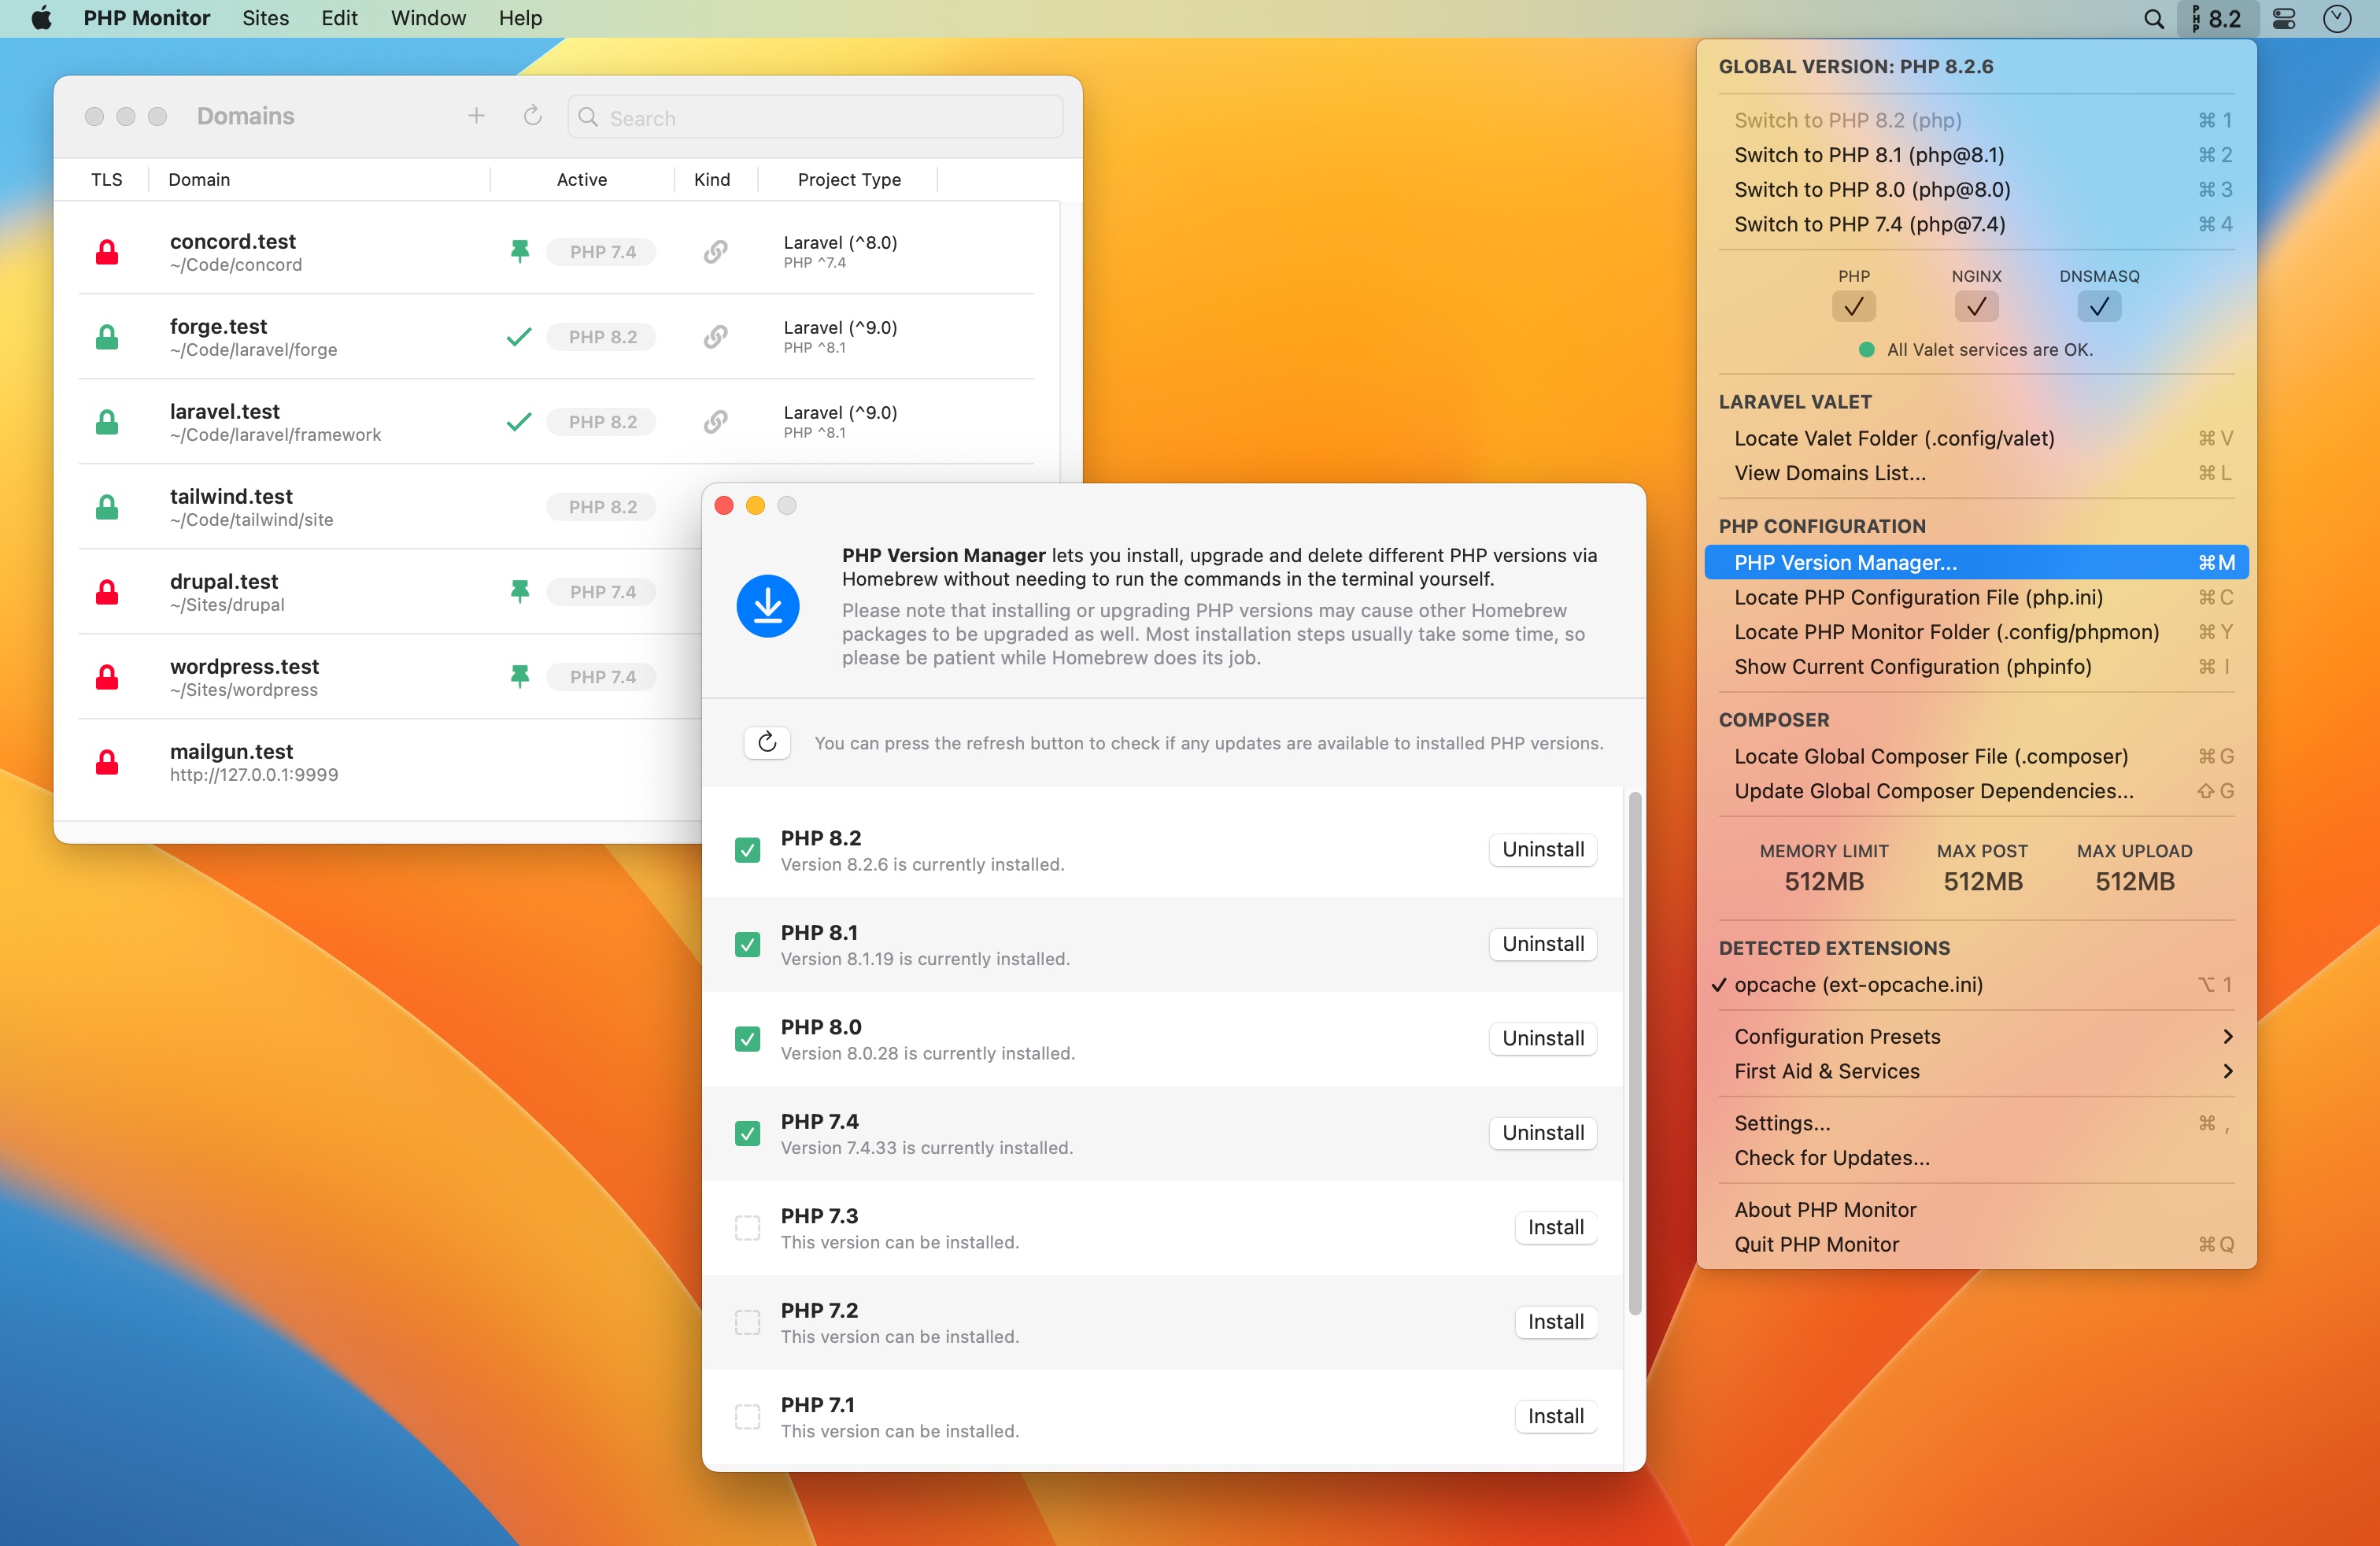 PHP Monitor Sites Edit Window Help
PHP 8.2
Domains
Search
TLS Domain Active Kind Project Type
concord.test
~/Code/concord
PHP 7.4
Laravel (^8.0)
PHP ^7.4
forge.test
~/Code/laravel/forge
PHP 8.2
Laravel (^9.0)
PHP ^8.1
laravel.test
~/Code/laravel/framework
PHP 8.2
Laravel (^9.0)
PHP ^8.1
tailwind.test
~/Code/tailwind/site
PHP 8.2
drupal.test
~/Sites/drupal
PHP 7.4
wordpress.test
~/Sites/wordpress
PHP 7.4
mailgun.test
http://127.0.0.1:9999
PHP Version Manager lets you install, upgrade and delete different PHP versions via
Homebrew without needing to run the commands in the terminal yourself.
Please note that installing or upgrading PHP versions may cause other Homebrew
packages to be upgraded as well. Most installation steps usually take some time, so
please be patient while Homebrew does its job.
You can press the refresh button to check if any updates are available to installed PHP versions.
PHP 8.2
Version 8.2.6 is currently installed.
Uninstall
PHP 8.1
Version 8.1.19 is currently installed.
Uninstall
PHP 8.0
Version 8.0.28 is currently installed.
Uninstall
PHP 7.4
Version 7.4.33 is currently installed.
Uninstall
PHP 7.3
This version can be installed.
Install
PHP 7.2
This version can be installed.
Install
PHP 7.1
This version can be installed.
Install
GLOBAL VERSION: PHP 8.2.6
Switch to PHP 8.2 (php) ⌘ 1
Switch to PHP 8.1 (php@8.1) ⌘ 2
Switch to PHP 8.0 (php@8.0) ⌘ 3
Switch to PHP 7.4 (php@7.4) ⌘ 4
PHP NGINX DNSMASQ
All Valet services are OK.
LARAVEL VALET
Locate Valet Folder (.config/valet) ⌘ V
View Domains List... ⌘ L
PHP CONFIGURATION
PHP Version Manager... ⌘ M
Locate PHP Configuration File (php.ini) ⌘ C
Locate PHP Monitor Folder (.config/phpmon) ⌘ Y
Show Current Configuration (phpinfo) ⌘ I
COMPOSER
Locate Global Composer File (.composer) ⌘ G
Update Global Composer Dependencies... ⇧ G
MEMORY LIMIT MAX POST MAX UPLOAD
512MB 512MB 512MB
DETECTED EXTENSIONS
✓ opcache (ext-opcache.ini) ⌥ 1
Configuration Presets
First Aid & Services
Settings... ⌘ ,
Check for Updates...
About PHP Monitor
Quit PHP Monitor ⌘ Q